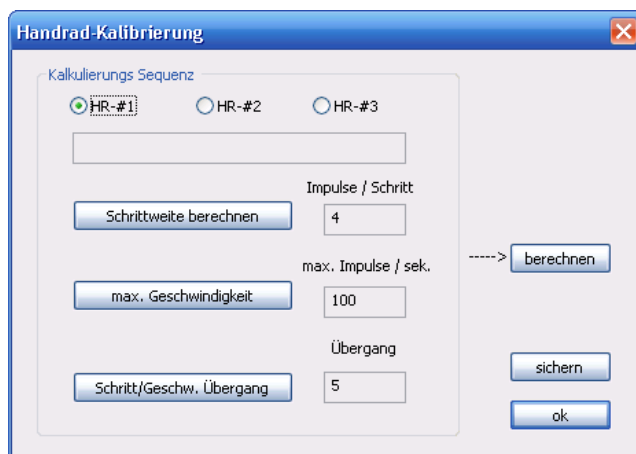 Handrad-Kalibrierung
Kalkulierungs Sequenz
HR-#1 HR-#2 HR-#3
Impulse / Schritt
Schrittweite berechnen 4
max. Impulse / sek.
-----> berechnen
max. Geschwindigkeit 100
Übergang
sichern
Schritt/Geschw. Übergang 5
ok